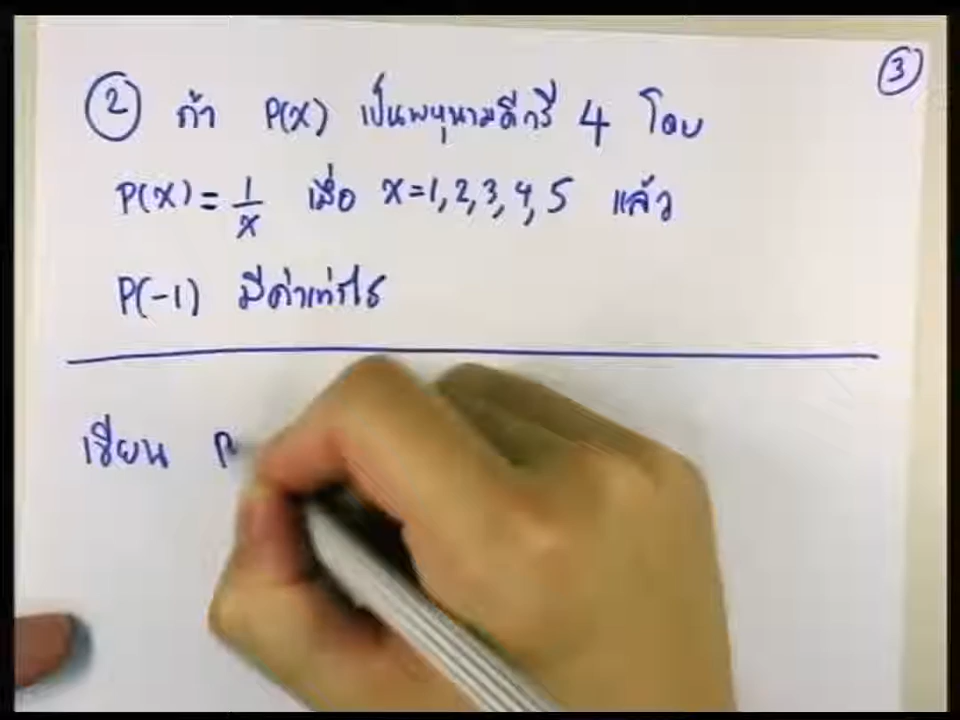 ③
② ถ้า P(x) เป็นพหุนามดีกรี 4 โดย
P(x) = 1/x เมื่อ x=1,2,3,4,5 แล้ว
P(-1) มีค่าเท่าไร
เขียน